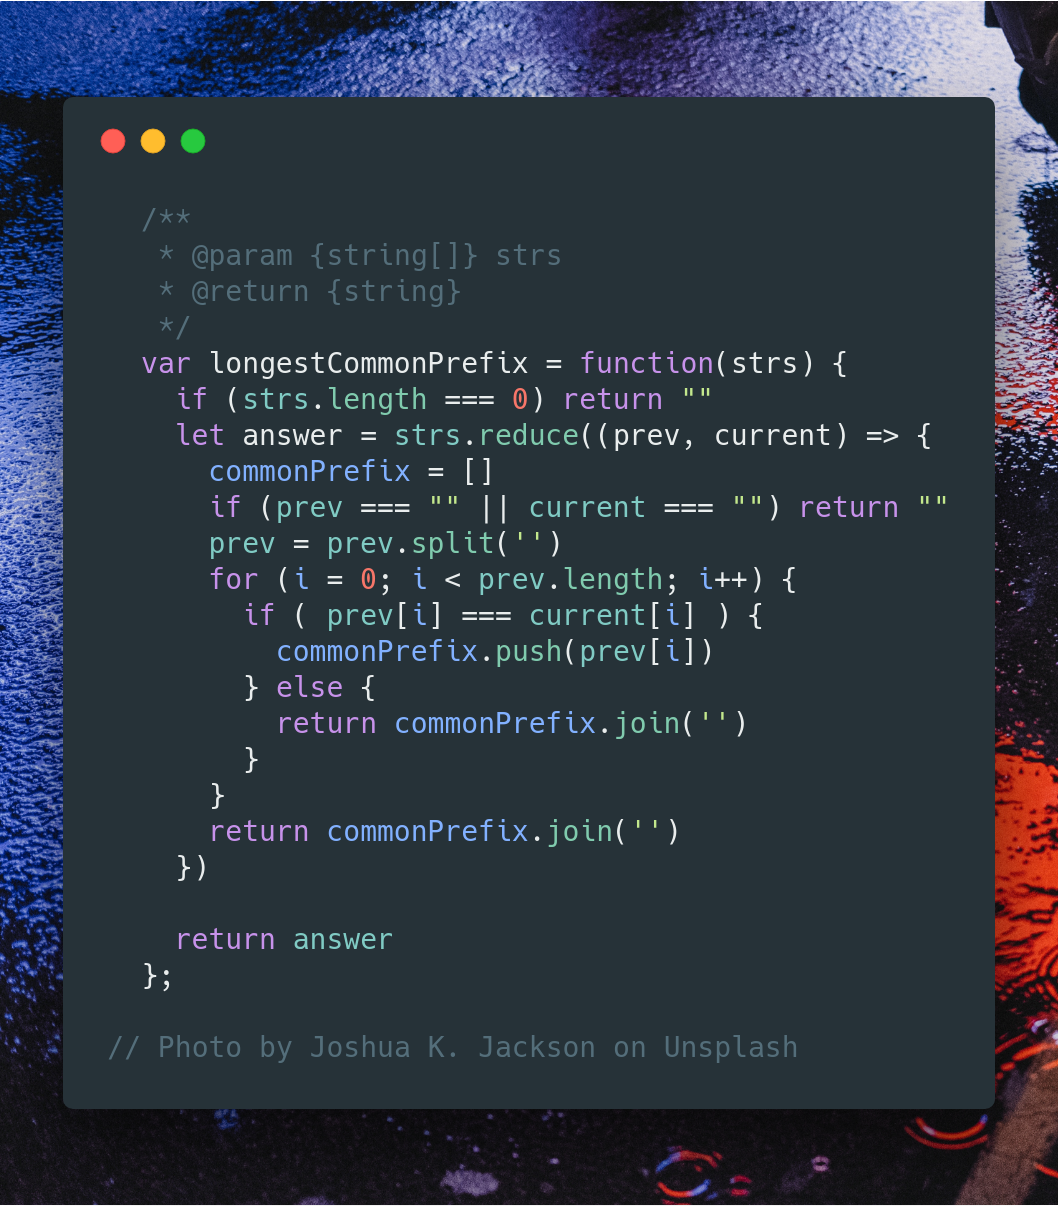 /**
 * @param {string[]} strs
 * @return {string}
 */
var longestCommonPrefix = function(strs) {
  if (strs.length === 0) return ""
  let answer = strs.reduce((prev, current) => {
    commonPrefix = []
    if (prev === "" || current === "") return ""
    prev = prev.split('')
    for (i = 0; i < prev.length; i++) {
      if ( prev[i] === current[i] ) {
        commonPrefix.push(prev[i])
      } else {
        return commonPrefix.join('')
      }
    }
    return commonPrefix.join('')
  })
  return answer
};
// Photo by Joshua K. Jackson on Unsplash